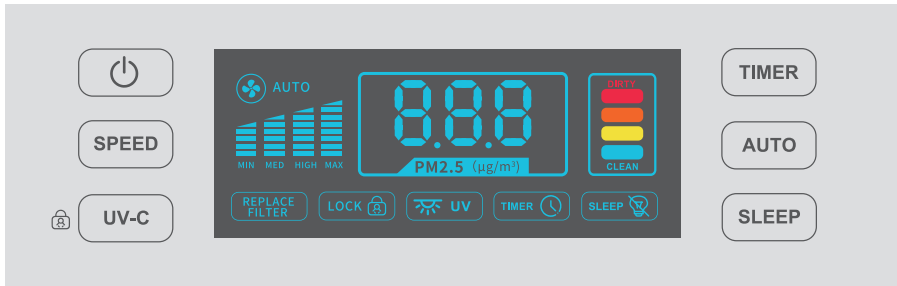 SPEED
UV-C
AUTO
MIN MED HIGH MAX
8.8.8
PM2.5 (μg/m³)
DIRTY
CLEAN
REPLACE
FILTER
LOCK
UV
TIMER
SLEEP
TIMER
AUTO
SLEEP